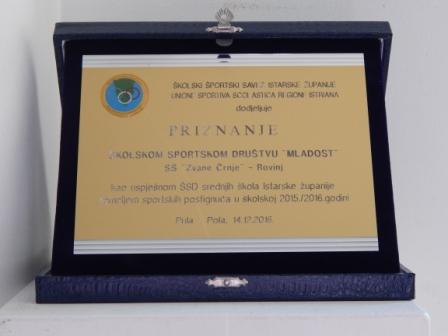 ŠKOLSKI ŠPORTSKI SAVEZ ISTARSKE ŽUPANIJE
UNIONE SPORTIVA SCOLASTICA REGIONE ISTRIANA
dodjeljuje
PRIZNANJE
ŠKOLSKOM SPORTSKOM DRUŠTVU "MLADOST"
SŠ "Zvane Črnje" - Rovinj
kao uspješnom ŠSD srednjih škola Istarske županije
temeljem sportskih postignuća u školskoj 2015./2016.godini
Pula Pola, 14.12.2016.